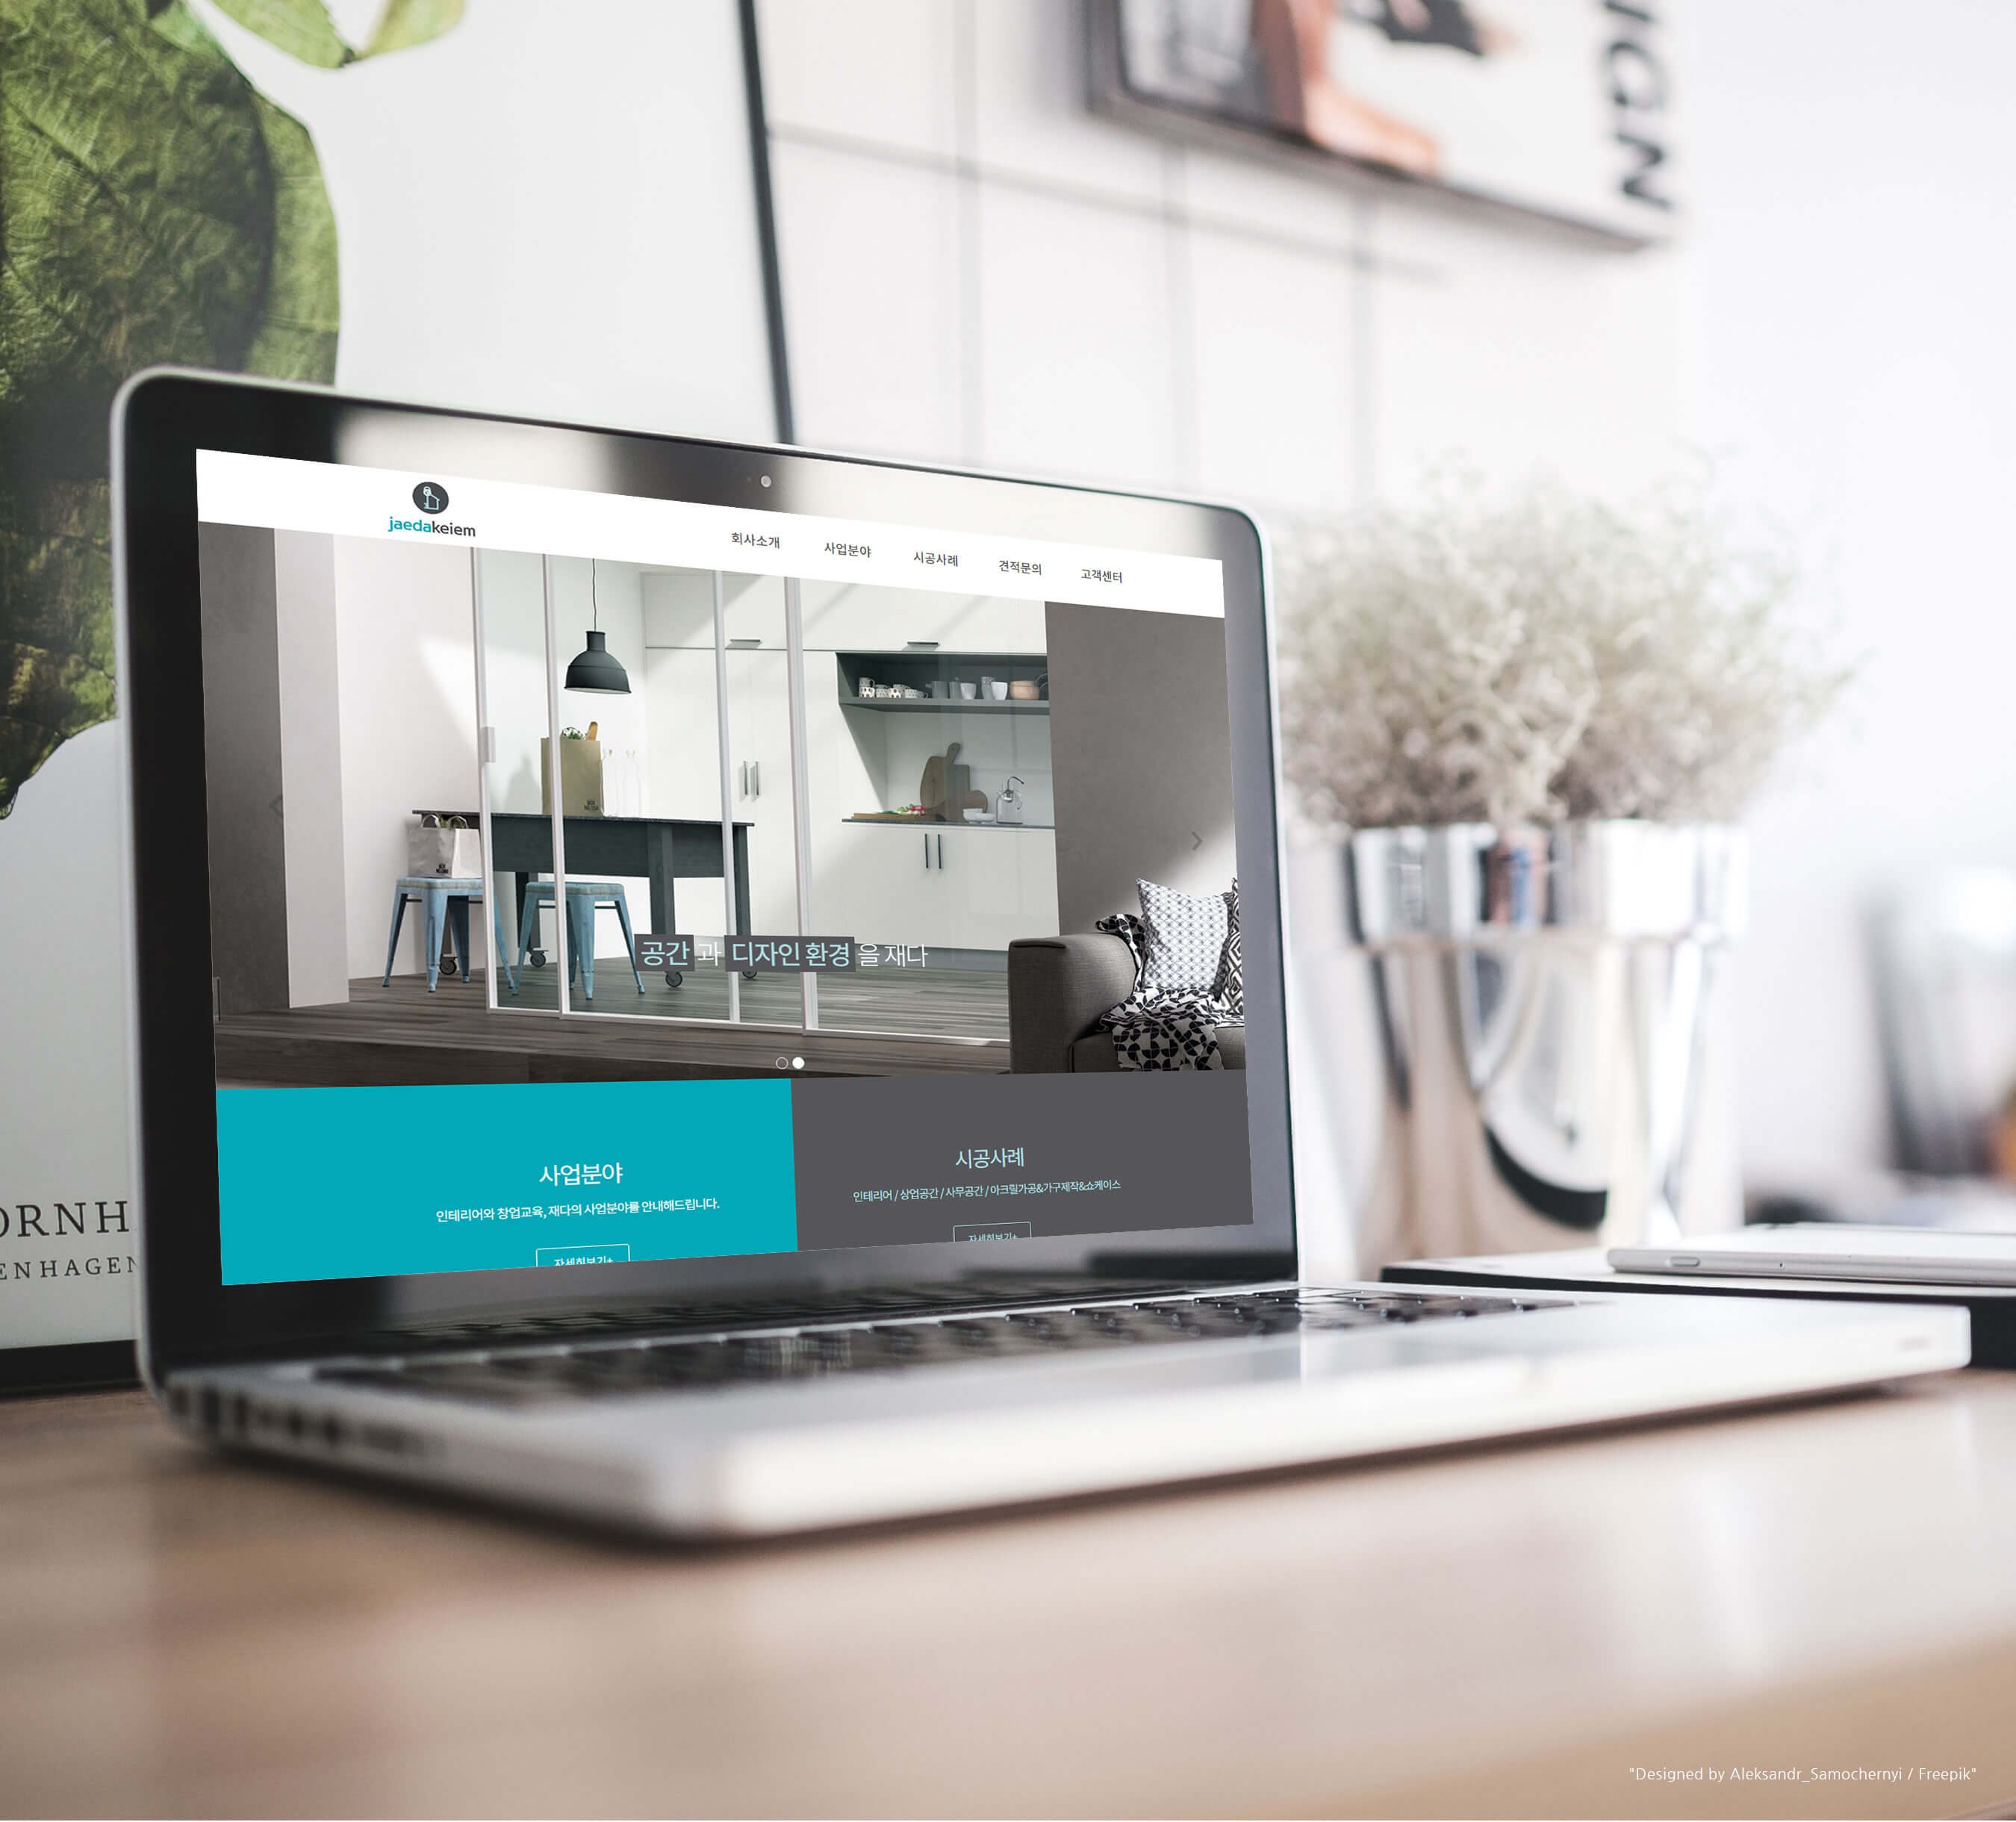 IGN
jaedakeiem
회사소개 사업분야 시공사례 견적문의 고객센터
공간 과 디자인 환경 을 재다
사업분야
인테리어와 창업교육, 재다의 사업분야를 안내해드립니다.
자세히보기+
시공사례
인테리어 / 상업공간 / 사무공간 / 아크릴가공&가구제작&쇼케이스
자세히보기+
ORNH
ENHAGEN
"Designed by Aleksandr_Samochernyi / Freepik"